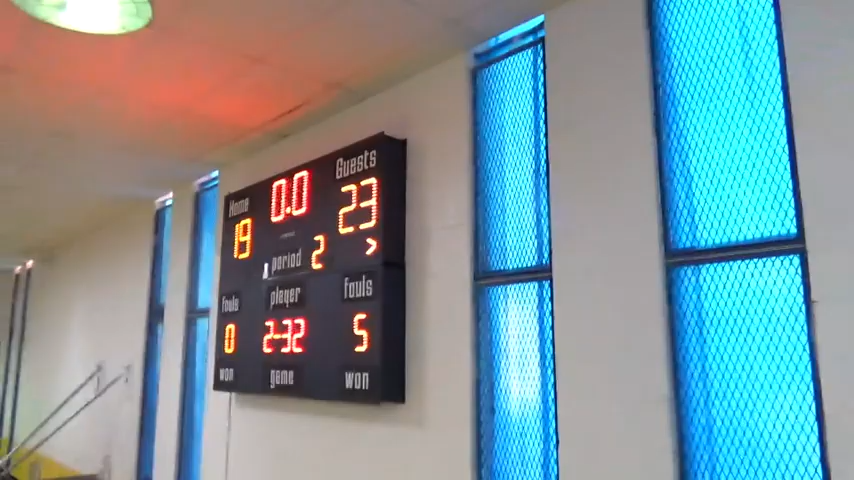 Home 0.0 Guests
19 23
period 2 >
Fouls player Fouls
0 2-32 5
won game won